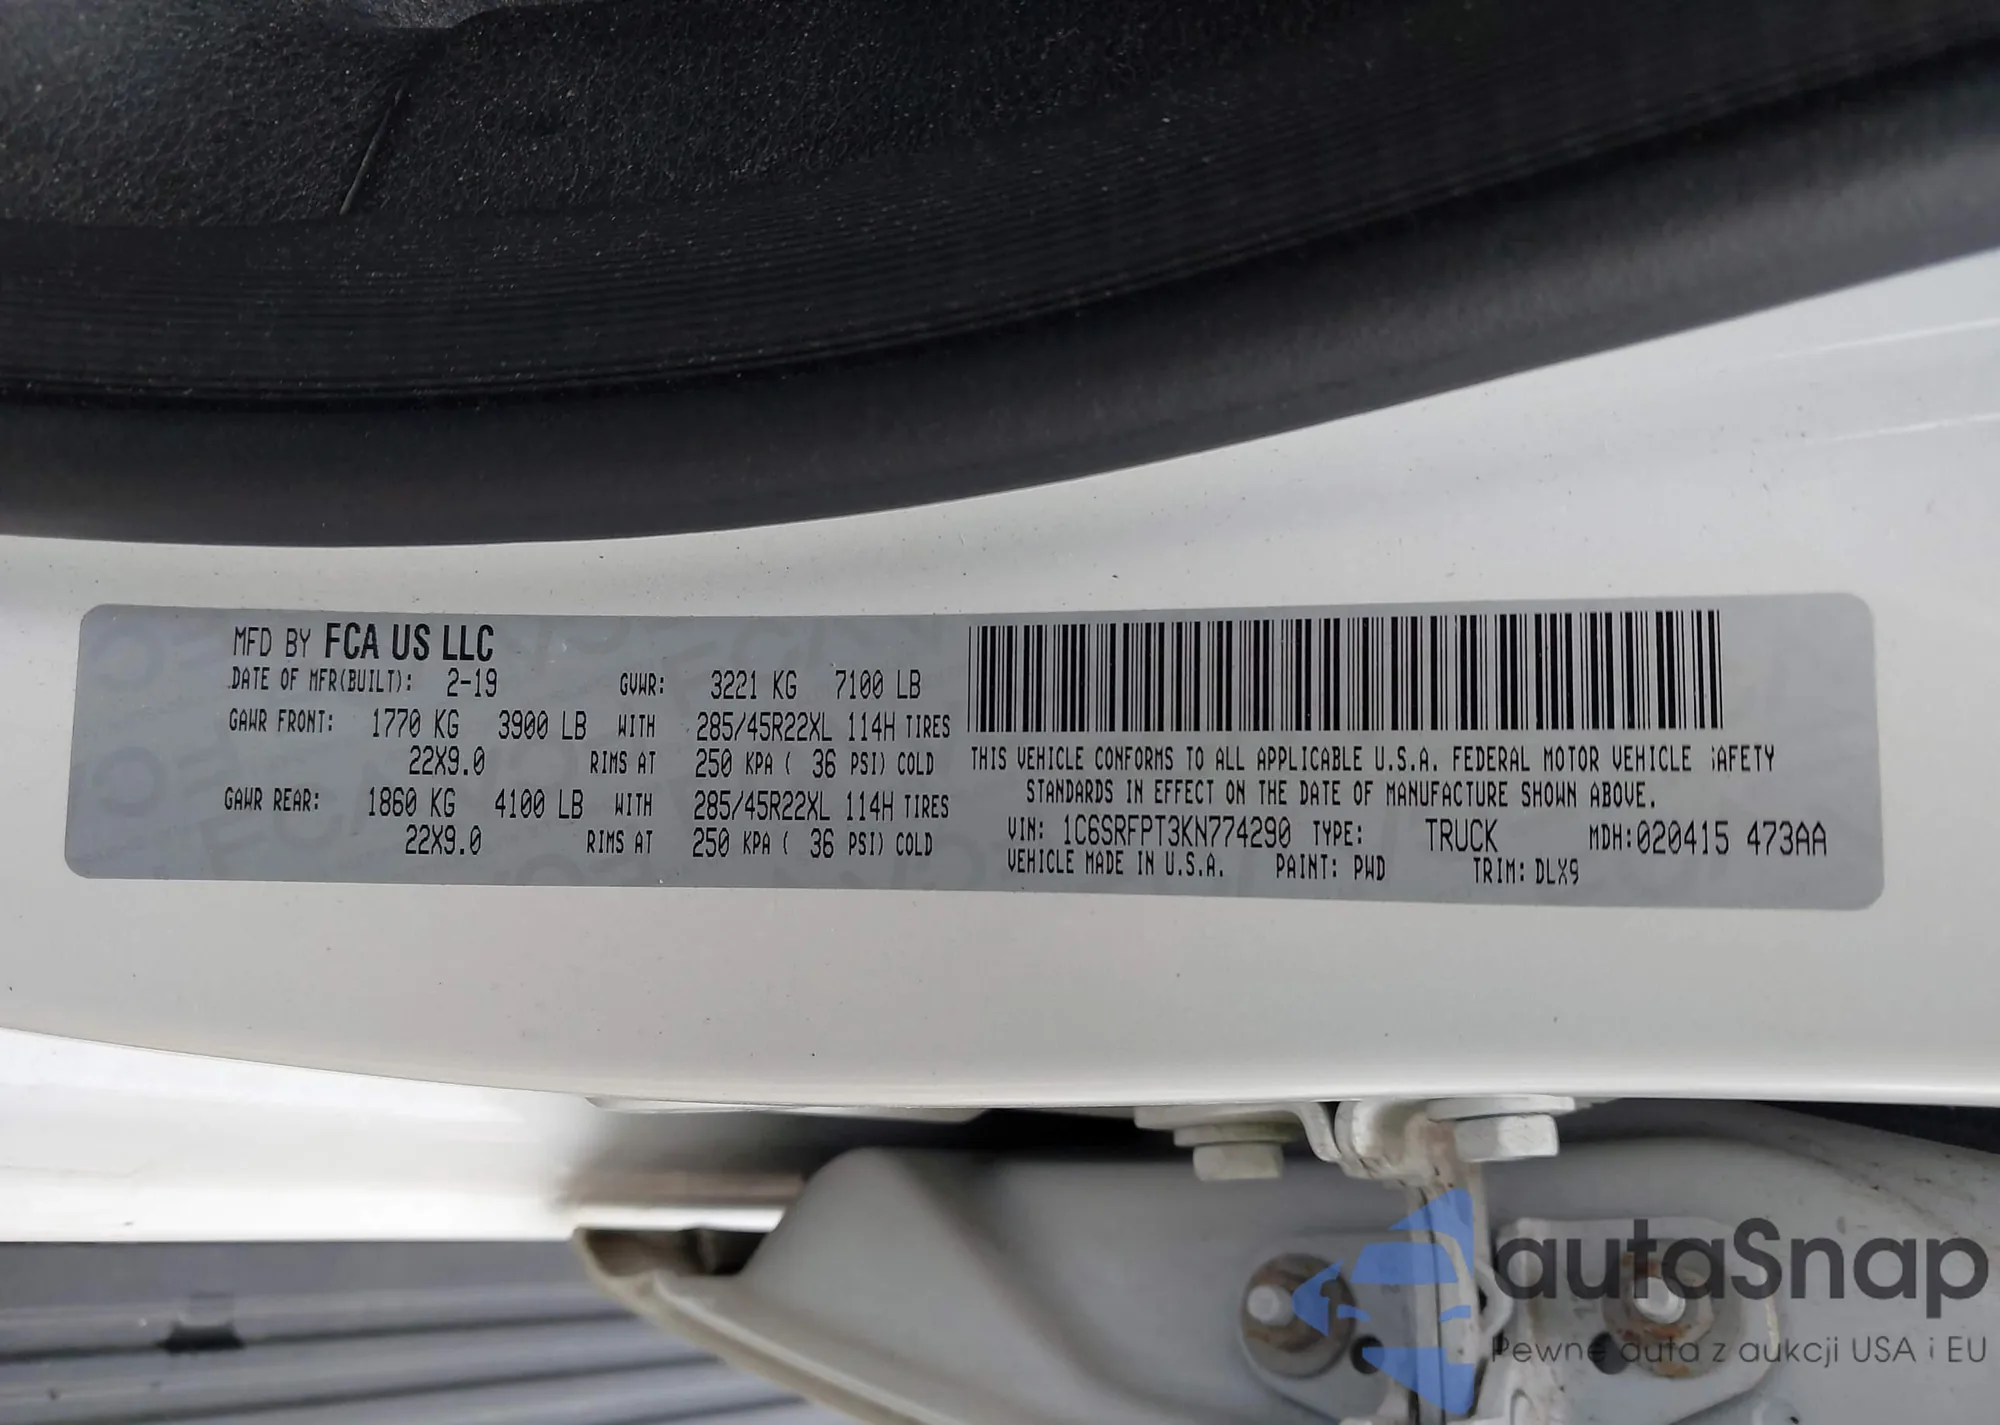 MFD BY FCA US LLC
DATE OF MFR(BUILT): 2-19 GVWR: 3221 KG 7100 LB
GAWR FRONT: 1770 KG 3900 LB WITH 285/45R22XL 114H TIRES
22X9.0 RIMS AT 250 KPA ( 36 PSI) COLD
GAWR REAR: 1860 KG 4100 LB WITH 285/45R22XL 114H TIRES
22X9.0 RIMS AT 250 KPA ( 36 PSI) COLD
THIS VEHICLE CONFORMS TO ALL APPLICABLE U.S.A. FEDERAL MOTOR VEHICLE SAFETY
STANDARDS IN EFFECT ON THE DATE OF MANUFACTURE SHOWN ABOVE.
VIN: 1C6SRFPT3KN774290 TYPE: TRUCK MDH:020415 473AA
VEHICLE MADE IN U.S.A. PAINT: PWD TRIM: DLX9
autaSnap
Pewne auta z aukcji USA i EU